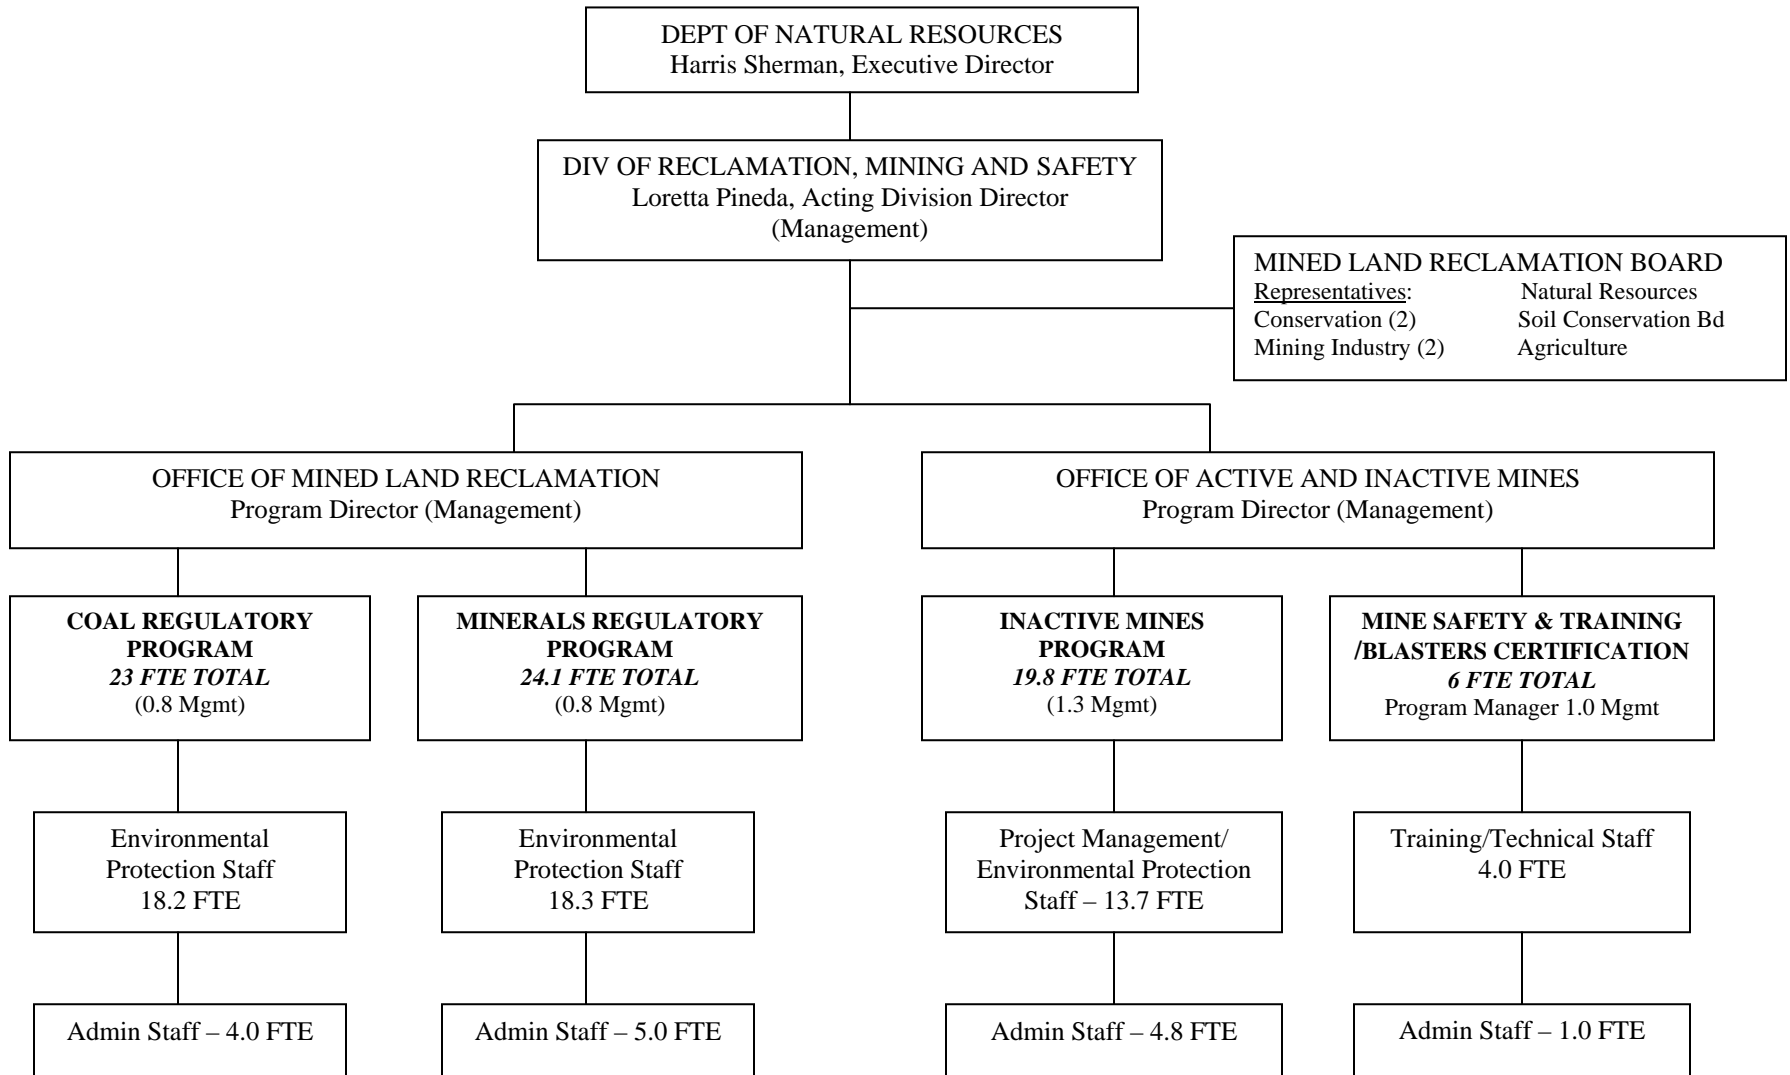 DEPT OF NATURAL RESOURCES
Harris Sherman, Executive Director
DIV OF RECLAMATION, MINING AND SAFETY
Loretta Pineda, Acting Division Director
(Management)
MINED LAND RECLAMATION BOARD
Representatives: Natural Resources
Conservation (2) Soil Conservation Bd
Mining Industry (2) Agriculture
OFFICE OF MINED LAND RECLAMATION
Program Director (Management)
OFFICE OF ACTIVE AND INACTIVE MINES
Program Director (Management)
COAL REGULATORY
PROGRAM
23 FTE TOTAL
(0.8 Mgmt)
MINERALS REGULATORY
PROGRAM
24.1 FTE TOTAL
(0.8 Mgmt)
INACTIVE MINES
PROGRAM
19.8 FTE TOTAL
(1.3 Mgmt)
MINE SAFETY & TRAINING
/BLASTERS CERTIFICATION
6 FTE TOTAL
Program Manager 1.0 Mgmt
Environmental
Protection Staff
18.2 FTE
Environmental
Protection Staff
18.3 FTE
Project Management/
Environmental Protection
Staff – 13.7 FTE
Training/Technical Staff
4.0 FTE
Admin Staff – 4.0 FTE
Admin Staff – 5.0 FTE
Admin Staff – 4.8 FTE
Admin Staff – 1.0 FTE